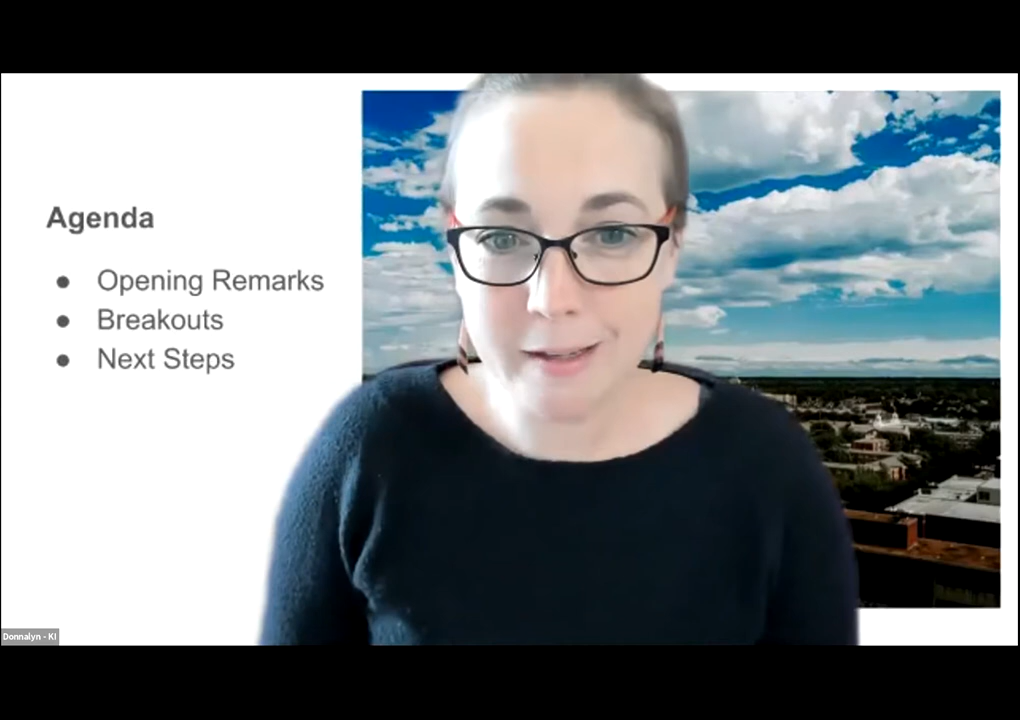 Agenda
● Opening Remarks
● Breakouts
● Next Steps
Donnalyn - KI